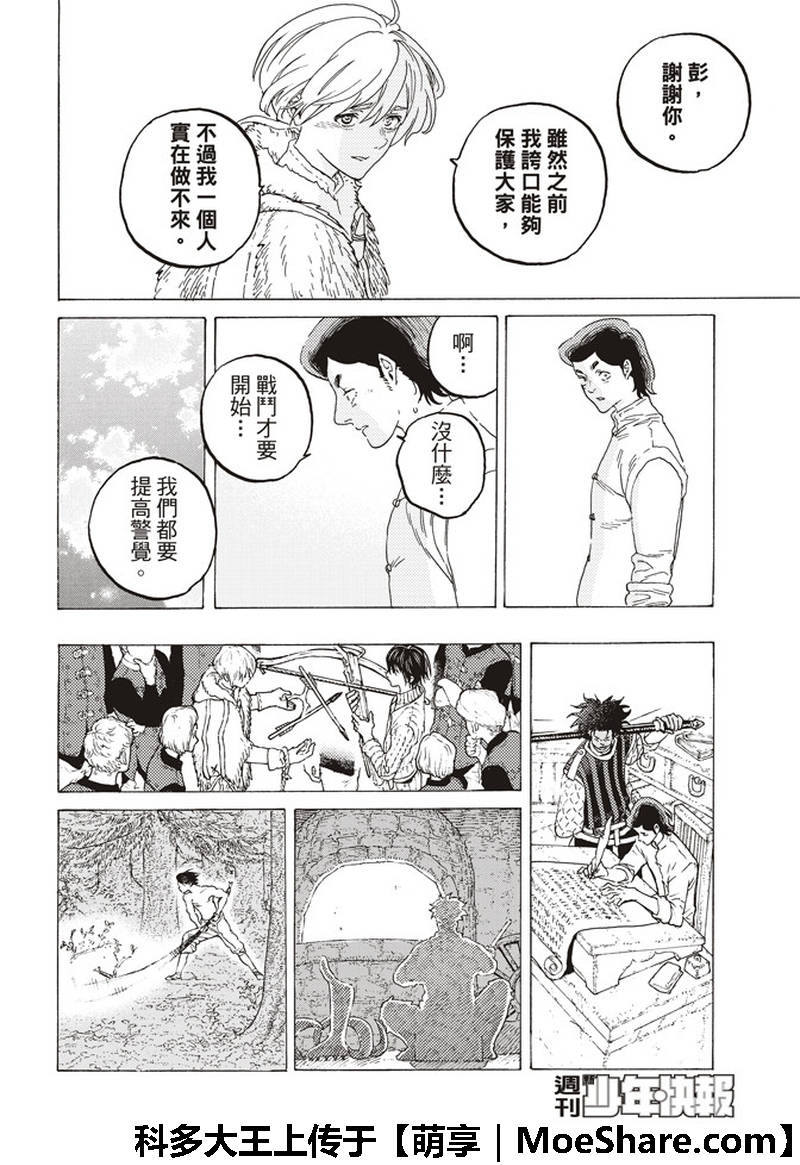 彭，
謝謝你。
雖然之前
我誇口能夠
保護大家，
不過我一個人
實在做不來。
啊…
沒什麼…
戰鬥才要
開始…
我們都要
提高警覺。
週刊
少年快報
科多大王上传于【萌享 | MoeShare.com】